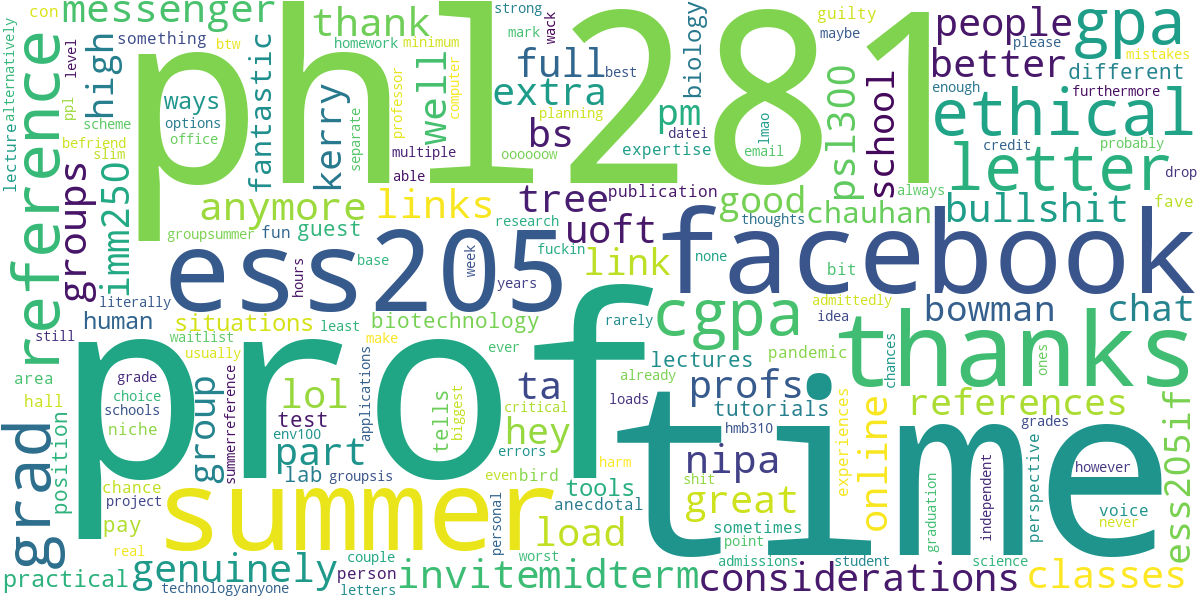 messenger
thank
phl281
people
gpa
con
something
btw
homework
minimum
strong
mark
wack
guilty
maybe
please
mistakes
lecturealternatively
reference
high
level
ppl
ways
options
office
fantastic
kerry
well
separate
professor
computer
full
best
extra
planning
bs
biology
pm
datei
expertise
lmao
email
better
different
enough
furthermore
ethical
credit
probably
scheme
befriend
slim
multiple
able
oooooow
psl300
school
letter
drop
groups
imm250
anymore
links
tree
publication
good
always
chauhan
bullshit
fave
groupsummer
fun
guest
research
uoft
thoughts
ess205
facebook
base
hours
week
years
fuckin
none
link
bit
literally
still
human
situations
least
biotechnology
cgpa
admittedly
idea
bowman
chat
waitlist
usually
make
ever
rarely
lectures
pandemic
thanks
chances
ones
area
hall
prof
time
grade
choice
schools
niche
group
summerreference
lol
test
env100
applications
tells
biggest
critical
errors
ta
hey
already
loads
profs
tutorials
hmb310
references
grades
experiences
online
grad
position
chance
project
pay
part
lab
groupsis
even
bird
harm
tools
anecdotal
nipa
shit
great
sometimes
point
independent
perspective
however
voice
never
ess205if
graduation
summer
personal
load
real
practical
genuinely
technologyanyone
couple
person
letters
invite
worst
midterm
admissions
considerations
student
science
classes